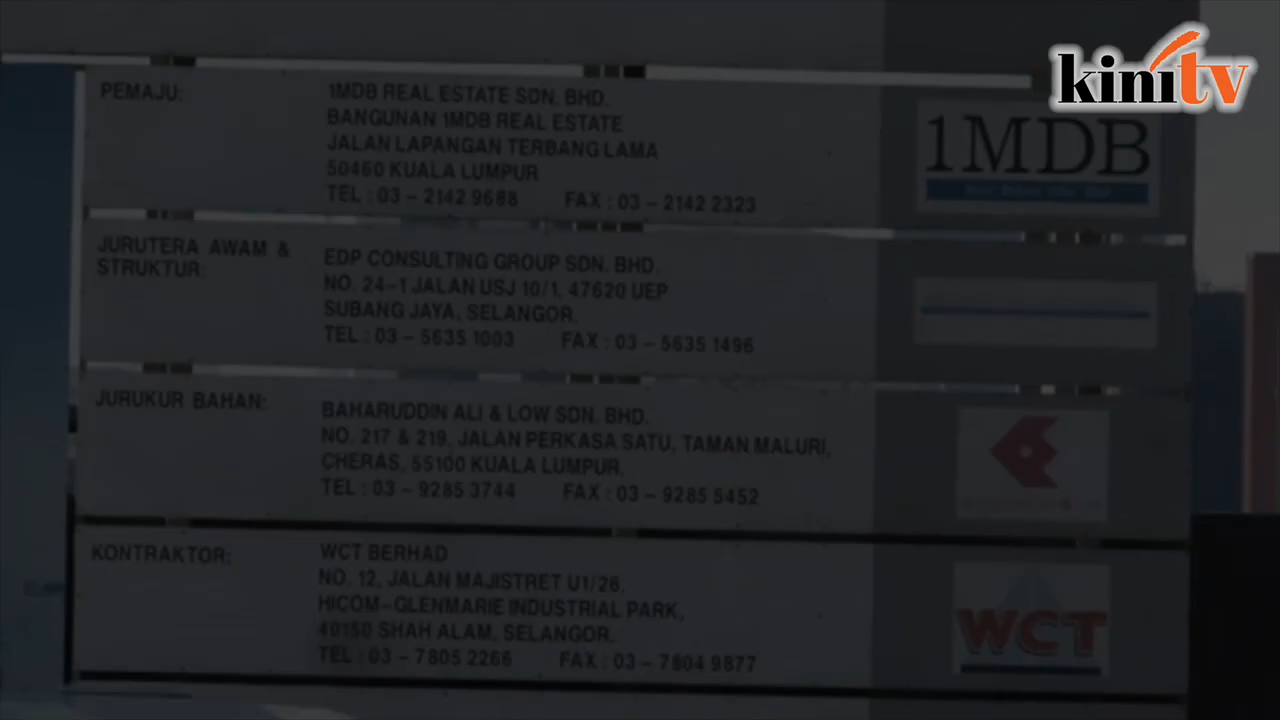 kinitv
PEMAJU:
1MDB REAL ESTATE SDN. BHD.
BANGUNAN 1MDB REAL ESTATE
JALAN LAPANGAN TERBANG LAMA
50460 KUALA LUMPUR
TEL : 03 – 2142 9688 FAX : 03 – 2142 2323
1MDB
JURUTERA AWAM &
STRUKTUR:
EDP CONSULTING GROUP SDN. BHD.
NO. 24–1 JALAN USJ 10/1, 47620 UEP
SUBANG JAYA, SELANGOR.
TEL : 03 – 5635 1003 FAX : 03 – 5635 1496
JURUKUR BAHAN:
BAHARUDDIN ALI & LOW SDN. BHD.
NO. 217 & 219, JALAN PERKASA SATU, TAMAN MALURI,
CHERAS, 55100 KUALA LUMPUR.
TEL : 03 – 9285 3744 FAX : 03 – 9285 5452
KONTRAKTOR:
WCT BERHAD
NO. 12, JALAN MAJISTRET U1/26,
HICOM–GLENMARIE INDUSTRIAL PARK,
40150 SHAH ALAM, SELANGOR.
TEL : 03 – 7805 2266 FAX : 03 – 7804 9877
WCT